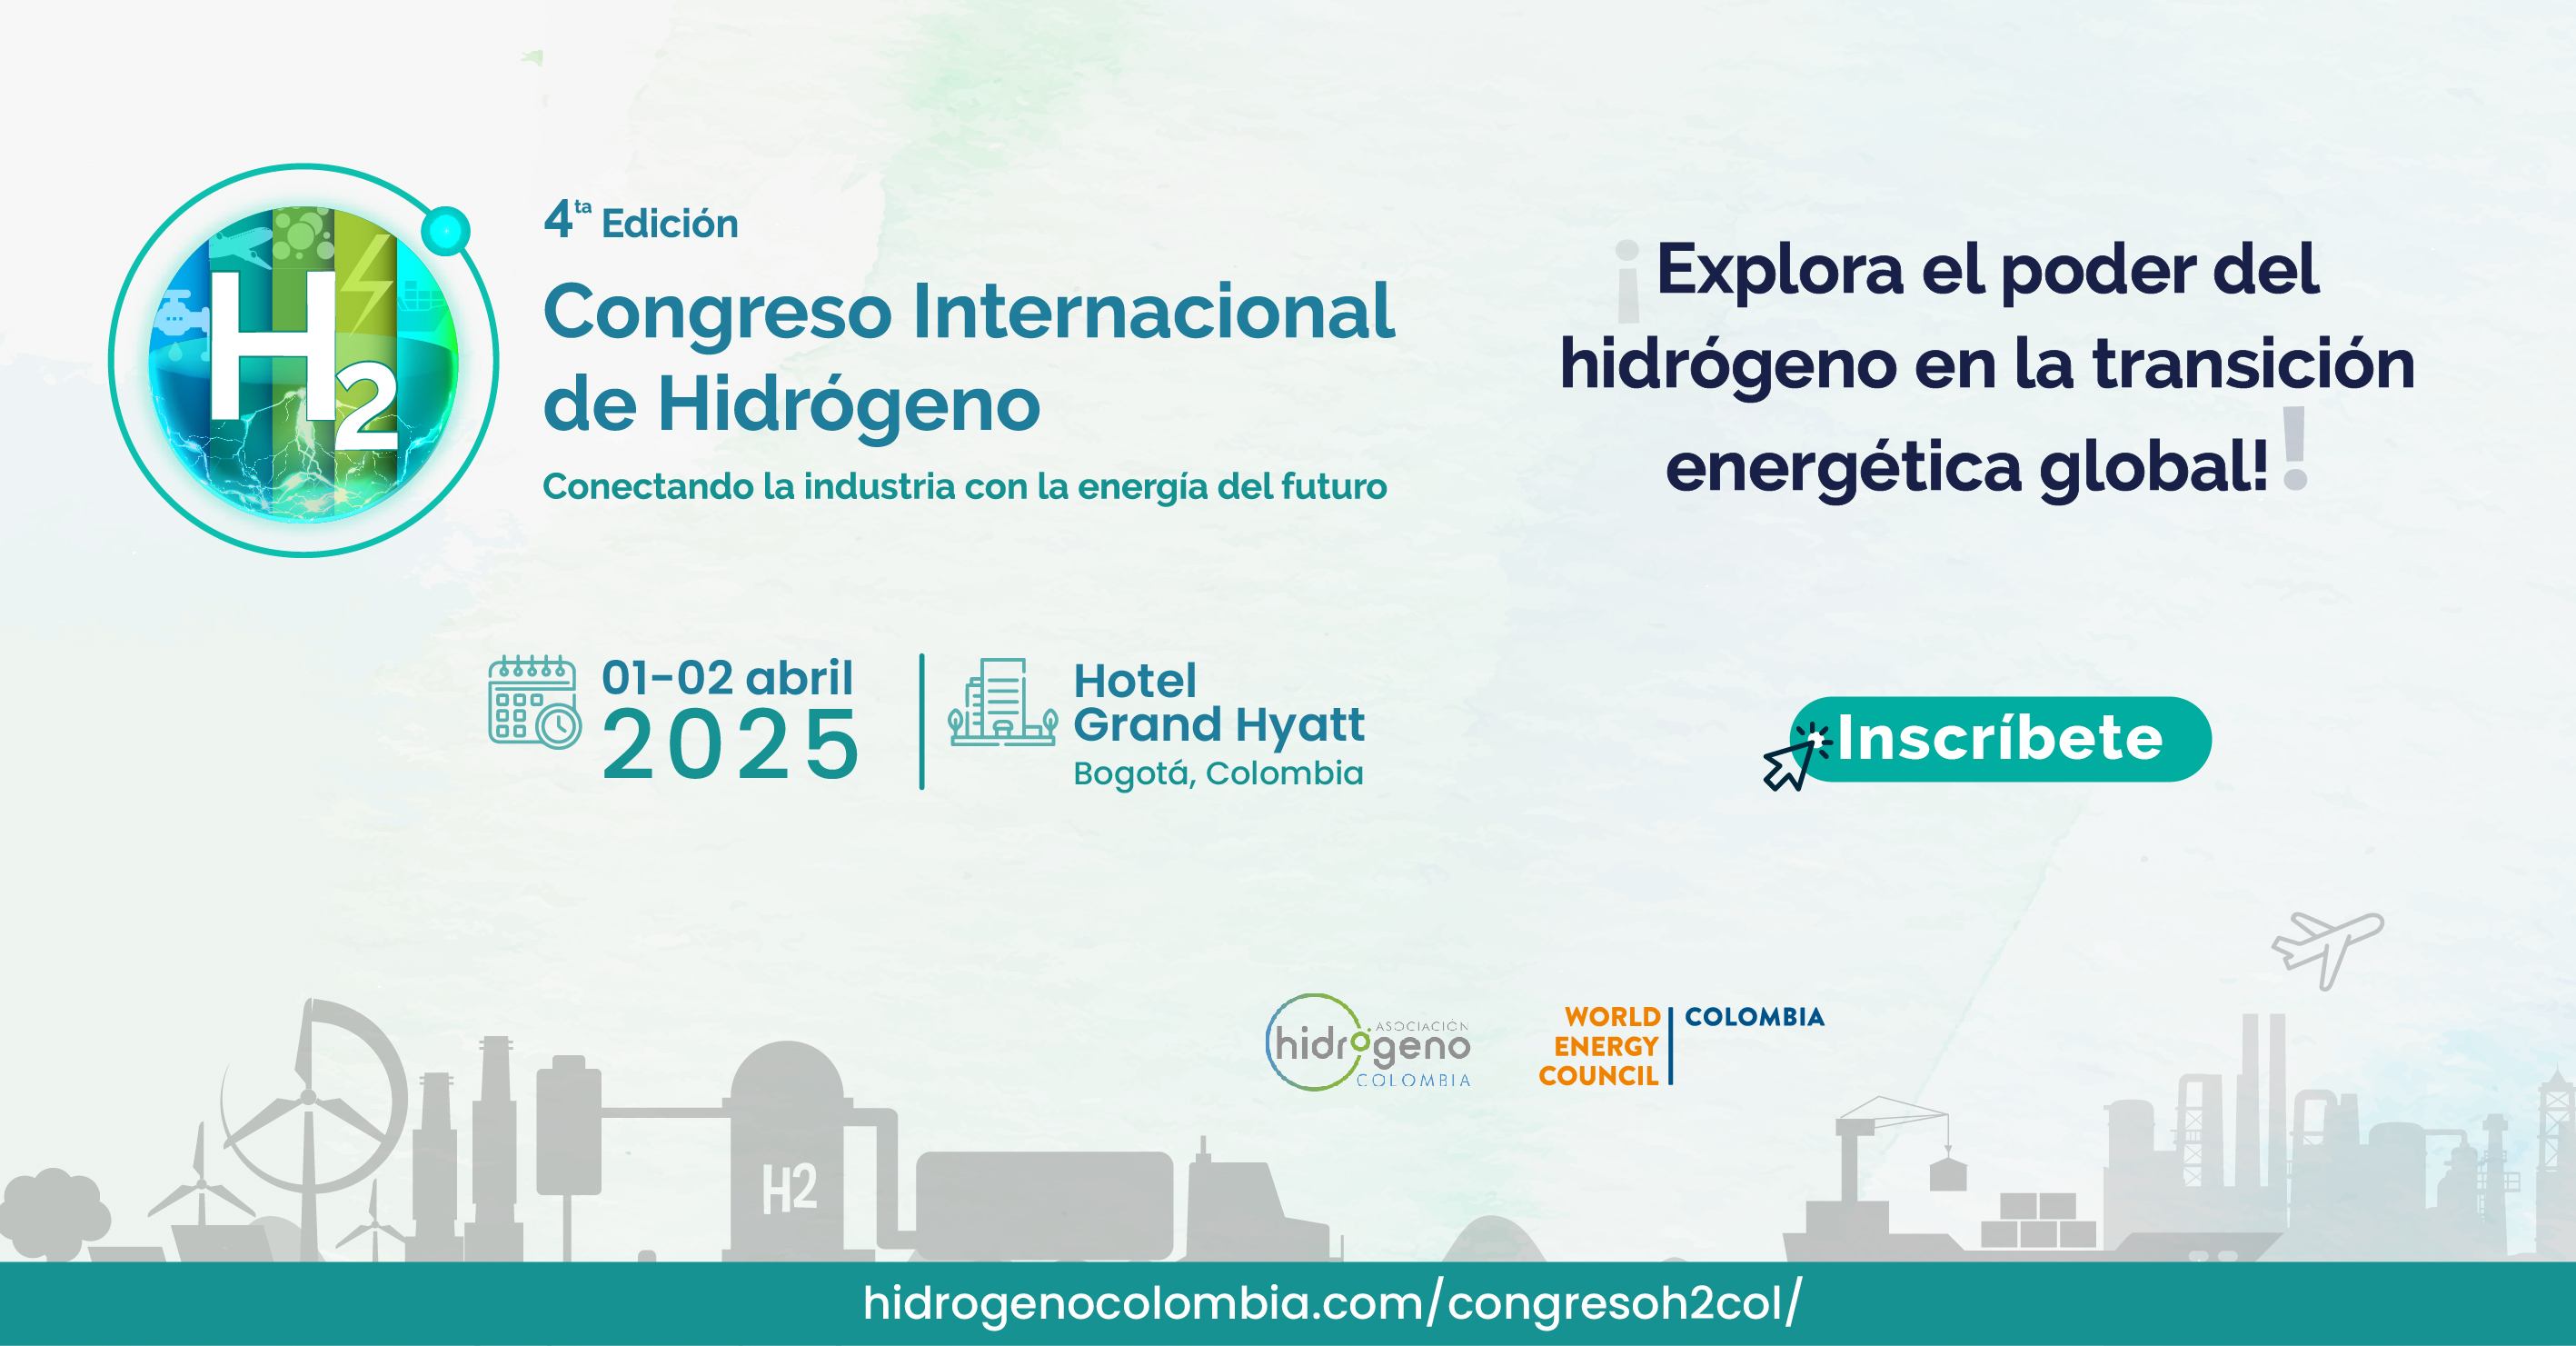 H2
4ta Edición
Congreso Internacional
de Hidrógeno
Conectando la industria con la energía del futuro
¡Explora el poder del
hidrógeno en la transición
energética global!!
01-02 abril
2025
Hotel
Grand Hyatt
Bogotá, Colombia
Inscríbete
ASOCIACIÓN
hidrógeno
COLOMBIA
WORLD
ENERGY
COUNCIL
COLOMBIA
H2
hidrogenocolombia.com/congresoh2col/